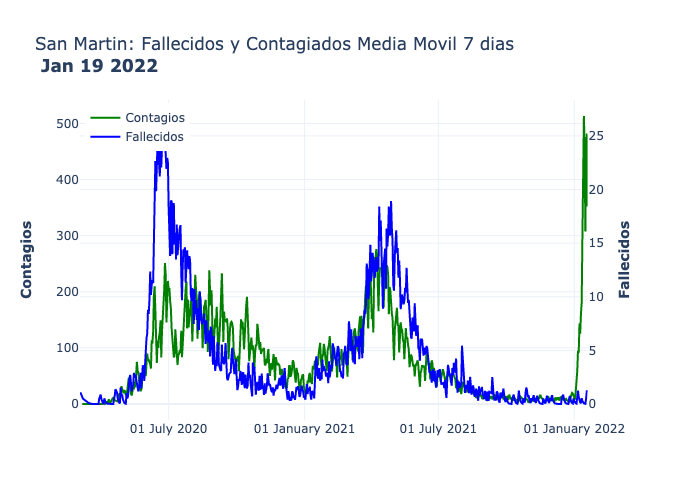 San Martin: Fallecidos y Contagiados Media Movil 7 dias
Jan 19 2022
Contagios
Fallecidos
500
400
300
200
100
0
25
20
15
10
5
0
Contagios
Fallecidos
01 July 2020
01 January 2021
01 July 2021
01 January 2022